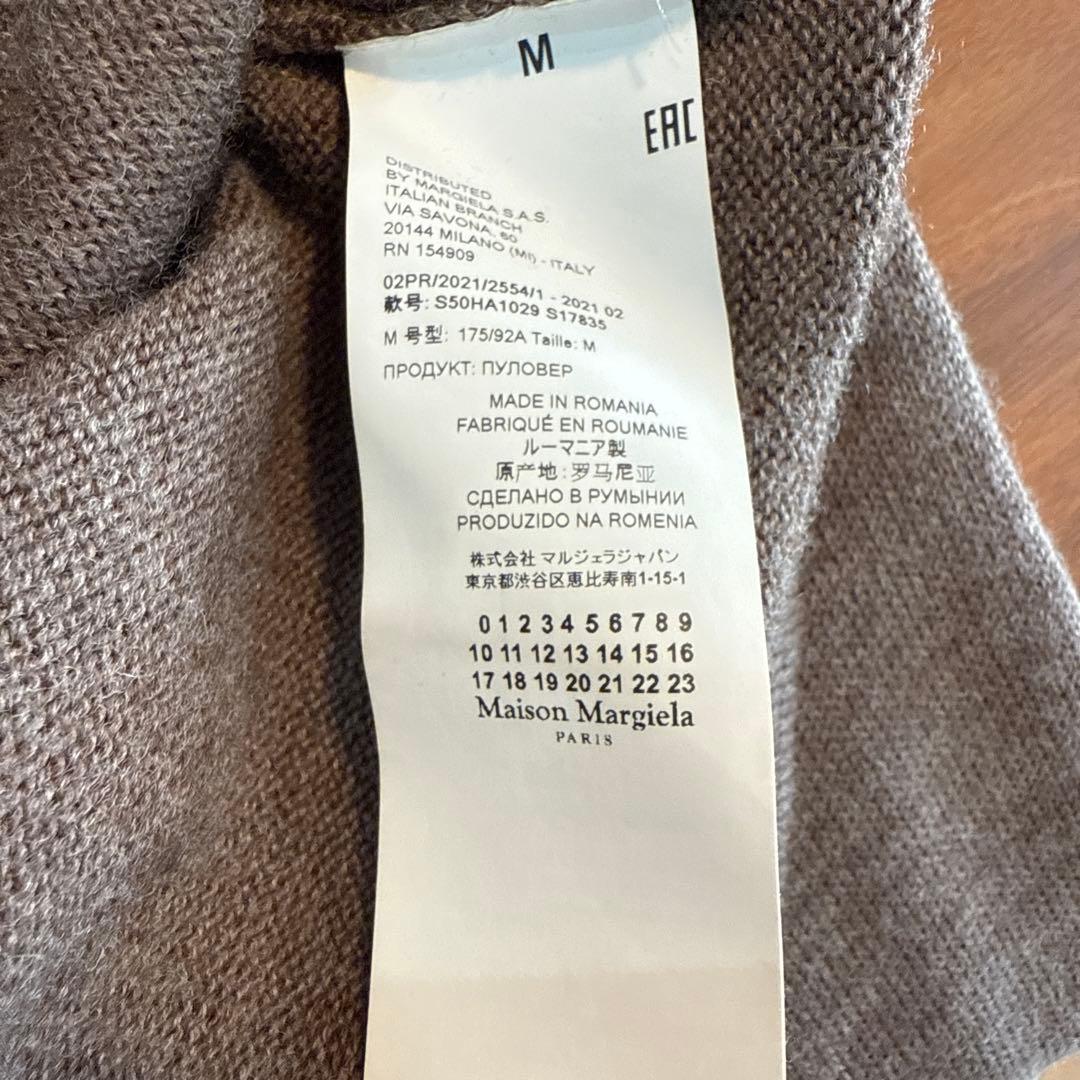 M
EAC
DISTRIBUTED
BY MARGIELA S.A.S.
ITALIAN BRANCH
VIA SAVONA, 60
20144 MILANO (MI) - ITALY
RN 154909
02PR/2021/2554/1 - 2021 02
款号: S50HA1029 S17835
M 号型: 175/92A Taille: M
ПРОДУКТ: ПУЛОВЕР
MADE IN ROMANIA
FABRIQUÉ EN ROUMANIE
ルーマニア製
原产地: 罗马尼亚
СДЕЛАНО В РУМЫНИИ
PRODUZIDO NA ROMENIA
株式会社 マルジェラジャパン
東京都渋谷区恵比寿南1-15-1
0 1 2 3 4 5 6 7 8 9
10 11 12 13 14 15 16
17 18 19 20 21 22 23
Maison Margiela
PARIS